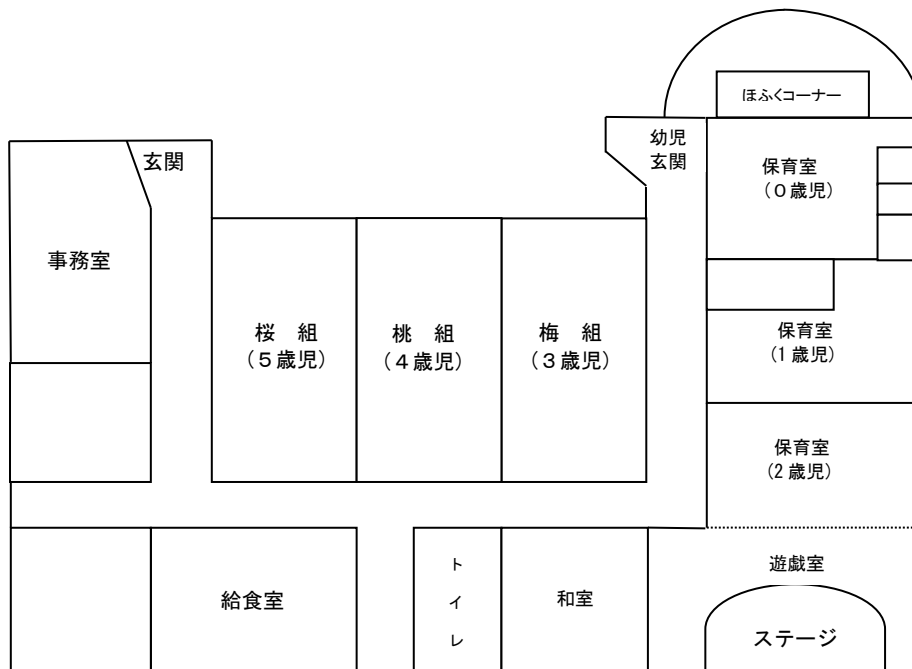 ほふくコーナー
幼児
玄関
玄関
保育室
(０歳児)
事務室
桜　組
(５歳児)
桃　組
(４歳児)
梅　組
(３歳児)
保育室
(1歳児)
保育室
(2歳児)
給食室
トイレ
和室
遊戯室
ステージ